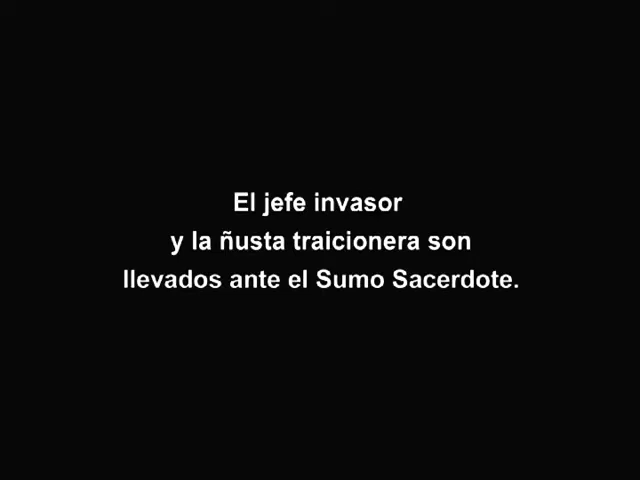 El jefe invasor
y la ñusta traicionera son
llevados ante el Sumo Sacerdote.